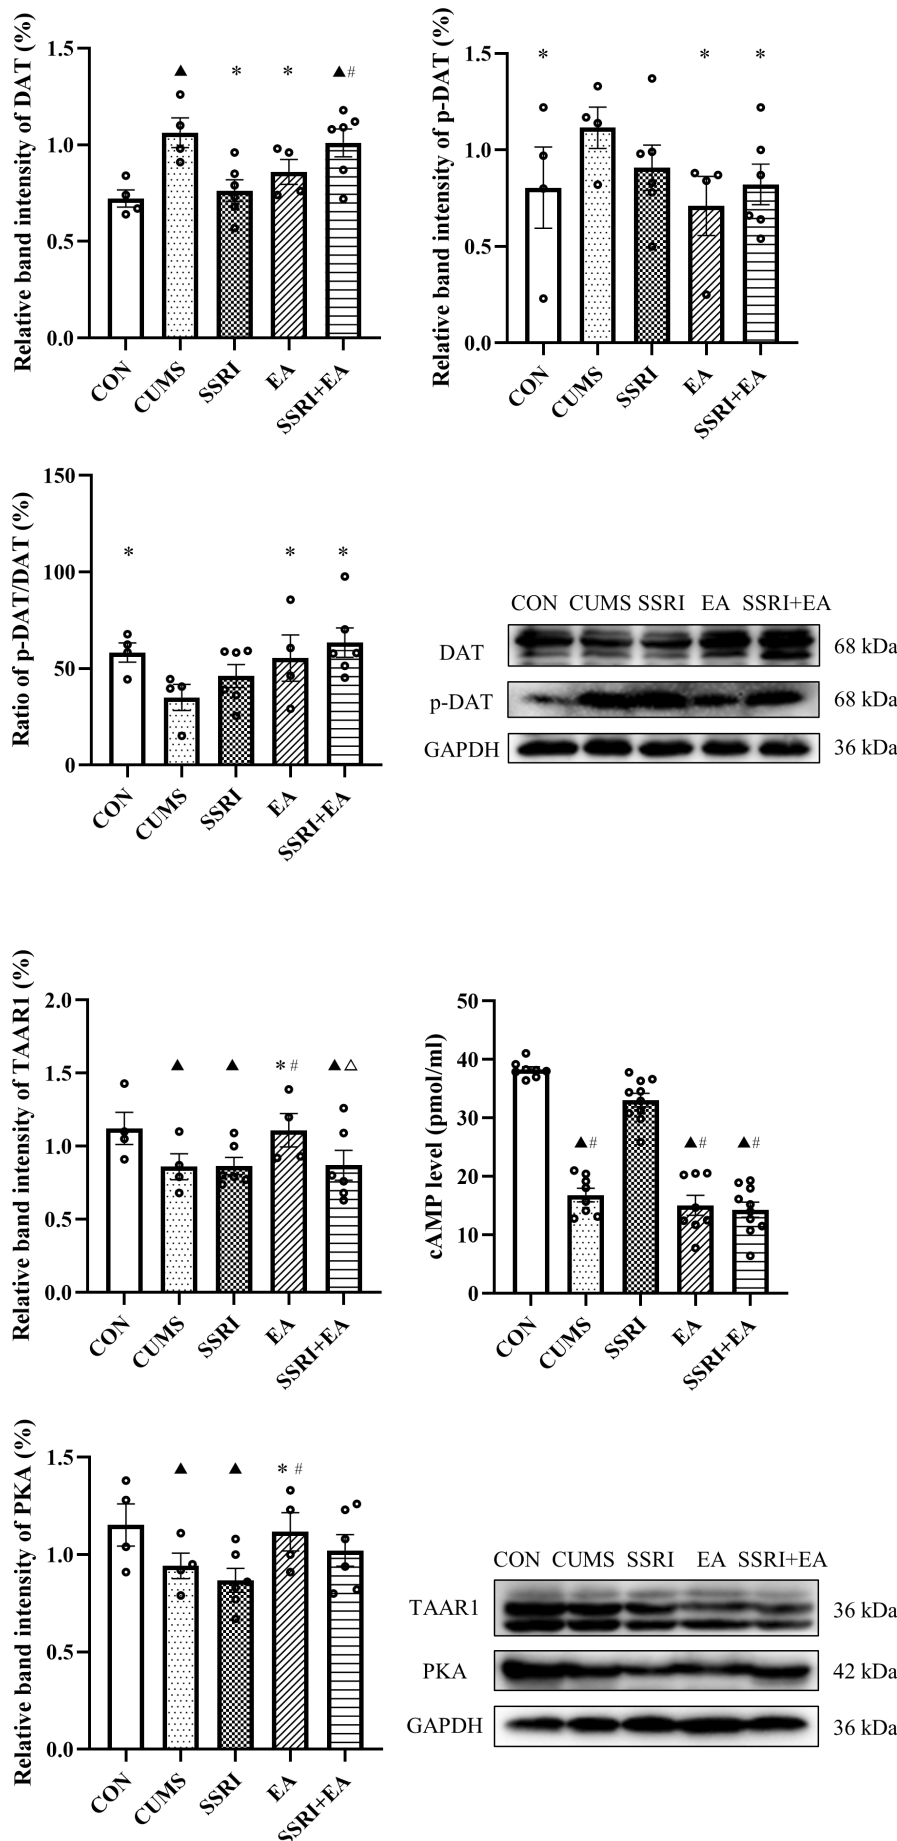 Relative band intensity of DAT (%)
1.5
1.0
0.5
0.0
▲
*
*
▲#
CON
CUMS
SSRI
EA
SSRI+EA
Relative band intensity of p-DAT (%)
1.5
1.0
0.5
0.0
*
*
*
CON
CUMS
SSRI
EA
SSRI+EA
Ratio of p-DAT/DAT (%)
150
100
50
0
*
*
*
CON
CUMS
SSRI
EA
SSRI+EA
CON CUMS SSRI EA SSRI+EA
DAT 68 kDa
p-DAT 68 kDa
GAPDH 36 kDa
Relative band intensity of TAAR1 (%)
2.0
1.5
1.0
0.5
0.0
▲
▲
*#
▲△
CON
CUMS
SSRI
EA
SSRI+EA
cAMP level (pmol/ml)
50
40
30
20
10
0
▲#
▲#
▲#
CON
CUMS
SSRI
EA
SSRI+EA
Relative band intensity of PKA (%)
1.5
1.0
0.5
0.0
▲
▲
* #
CON
CUMS
SSRI
EA
SSRI+EA
CON CUMS SSRI EA SSRI+EA
TAAR1 36 kDa
PKA 42 kDa
GAPDH 36 kDa